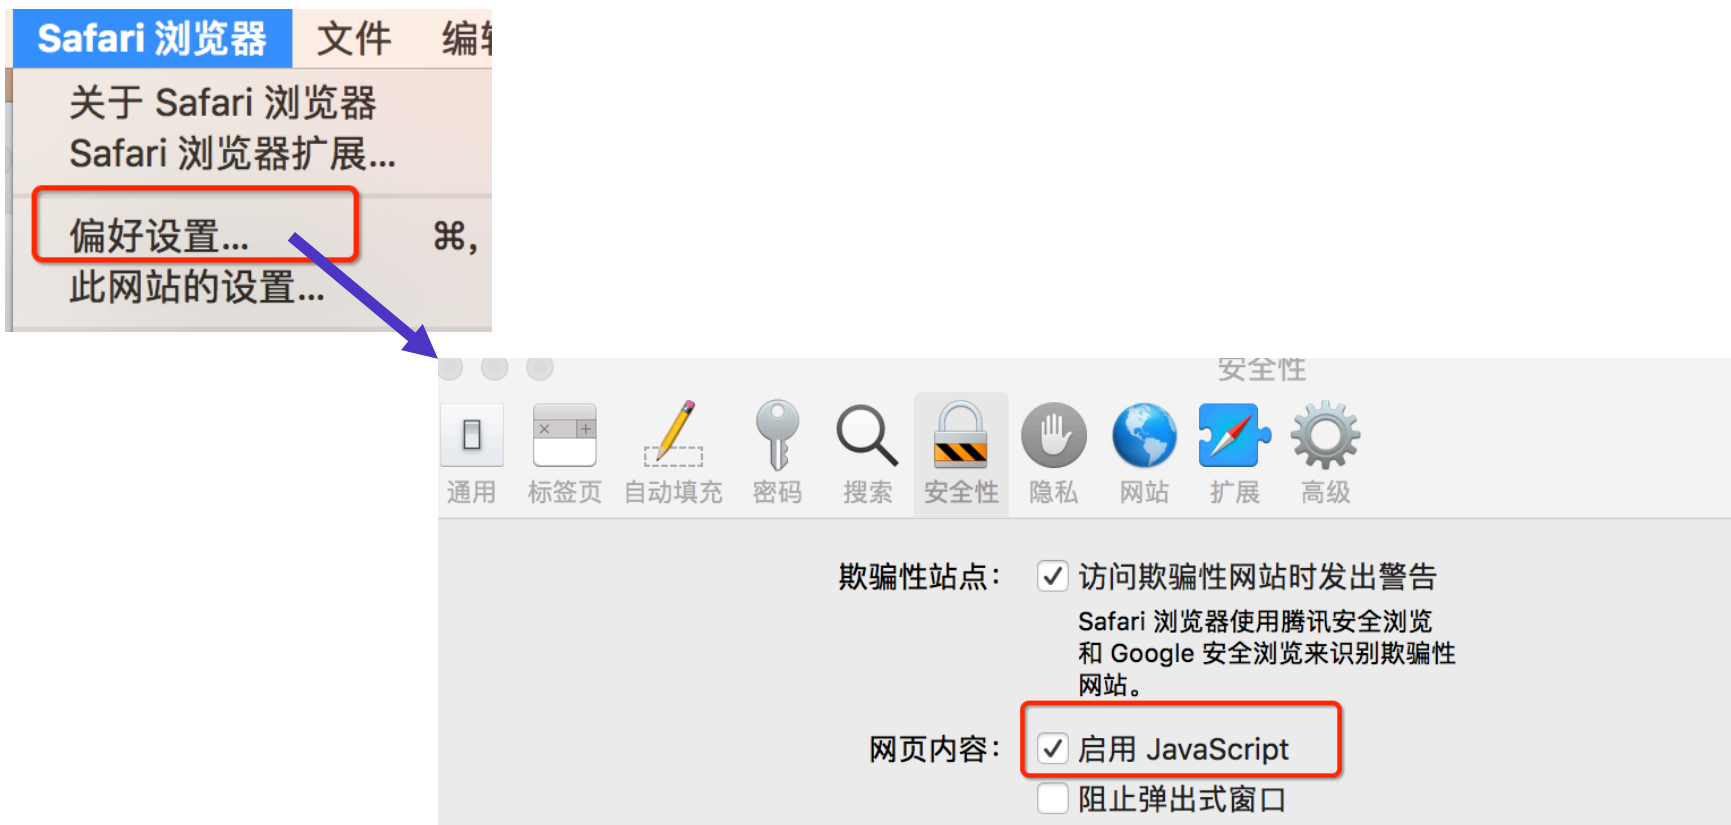 Safari 浏览器 文件
关于 Safari 浏览器
Safari 浏览器扩展...
偏好设置... ⌘,
此网站的设置...
安全性
通用 标签页 自动填充 密码 搜索 安全性 隐私 网站 扩展 高级
欺骗性站点： 访问欺骗性网站时发出警告
Safari 浏览器使用腾讯安全浏览
和 Google 安全浏览来识别欺骗性
网站。
网页内容： 启用 JavaScript
阻止弹出式窗口